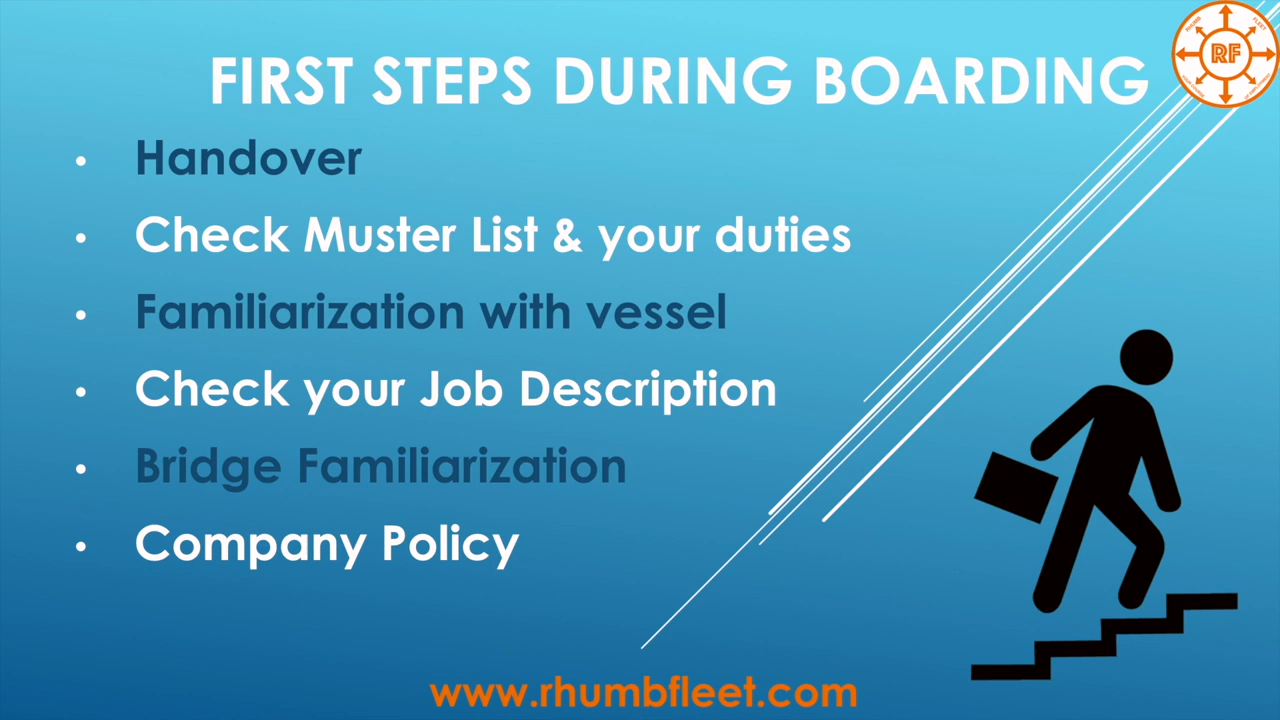 FIRST STEPS DURING BOARDING
RF
• Handover
• Check Muster List & your duties
• Familiarization with vessel
• Check your Job Description
• Bridge Familiarization
• Company Policy
www.rhumbfleet.com